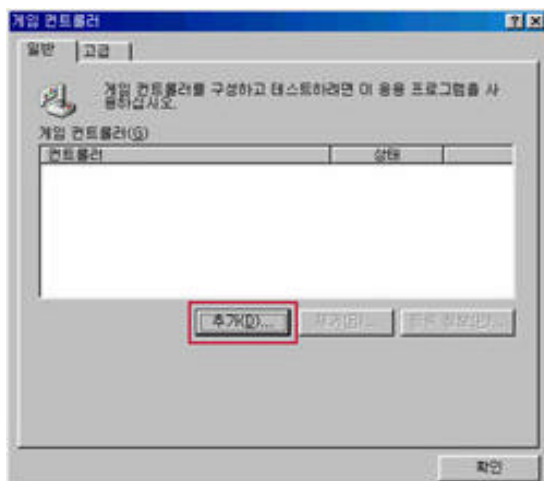 게임 컨트롤러
일반 고급
게임 컨트롤러를 구성하고 테스트하려면 이 응용 프로그램을 사
용하십시오.
게임 컨트롤러(G)
컨트롤러 상태
추가(D)...
확인